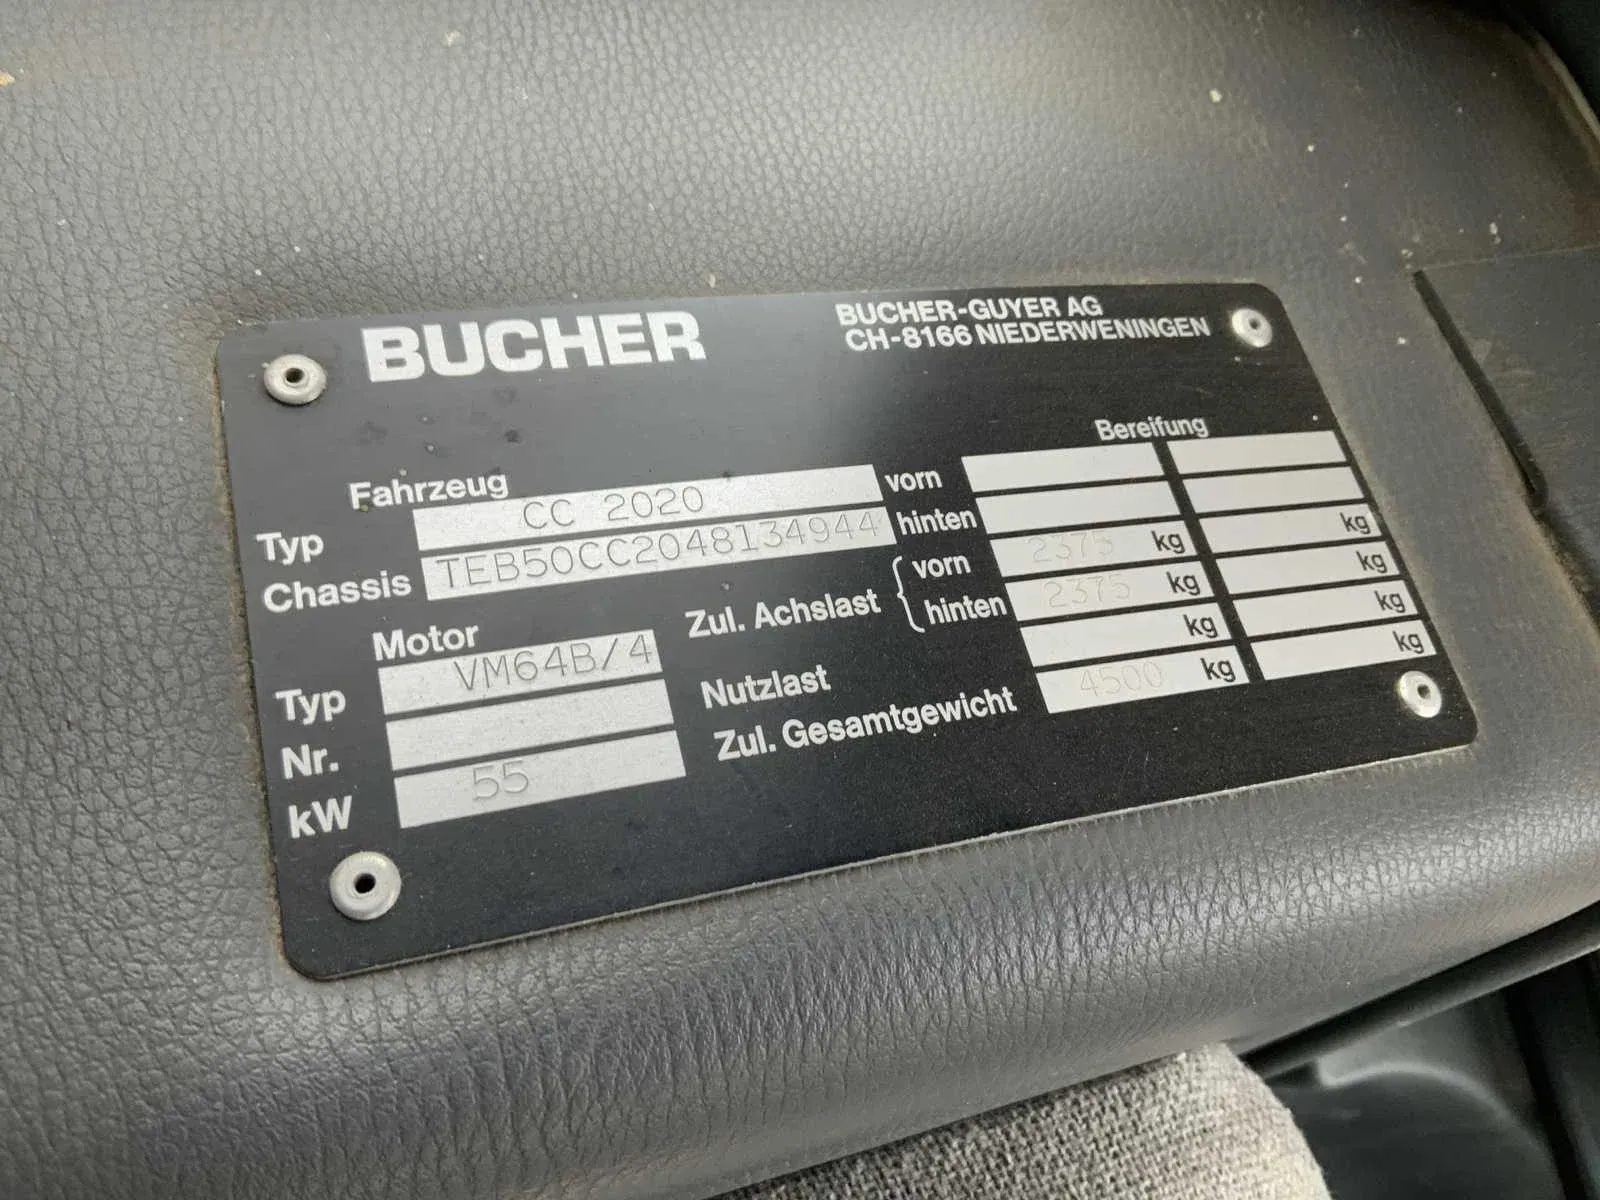 BUCHER
BUCHER-GUYER AG
CH-8166 NIEDERWENINGEN
Fahrzeug
Typ CC 2020
Chassis TEB50CC2048134944
Motor
Typ VM64B/4
Nr.
kW 55
Bereifung
vorn
hinten
Zul. Achslast { vorn 2375 kg kg
hinten 2375 kg kg
Nutzlast kg kg
Zul. Gesamtgewicht 4500 kg kg